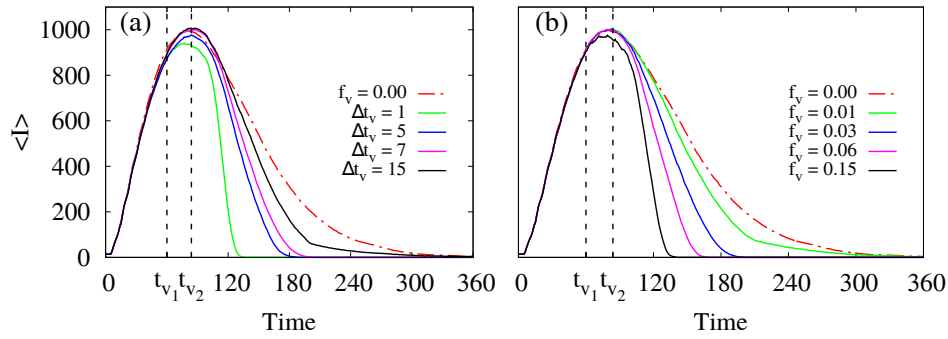 (a)
1000
800
600
400
200
0
<I>
f_v = 0.00
Δt_v = 1
Δt_v = 5
Δt_v = 7
Δt_v = 15
0 t_v₁ t_v₂ 120 180 240 300 360
Time
(b)
f_v = 0.00
f_v = 0.01
f_v = 0.03
f_v = 0.06
f_v = 0.15
0 t_v₁ t_v₂ 120 180 240 300 360
Time